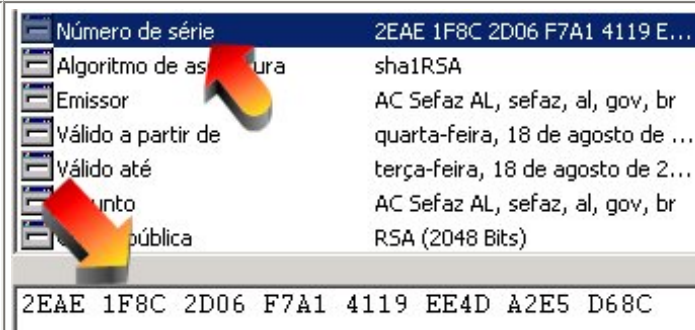 Número de série 2EAE 1F8C 2D06 F7A1 4119 E...
Algoritmo de as ura sha1RSA
Emissor AC Sefaz AL, sefaz, al, gov, br
Válido a partir de quarta-feira, 18 de agosto de ...
Válido até terça-feira, 18 de agosto de 2...
unto AC Sefaz AL, sefaz, al, gov, br
pública RSA (2048 Bits)
2EAE 1F8C 2D06 F7A1 4119 EE4D A2E5 D68C